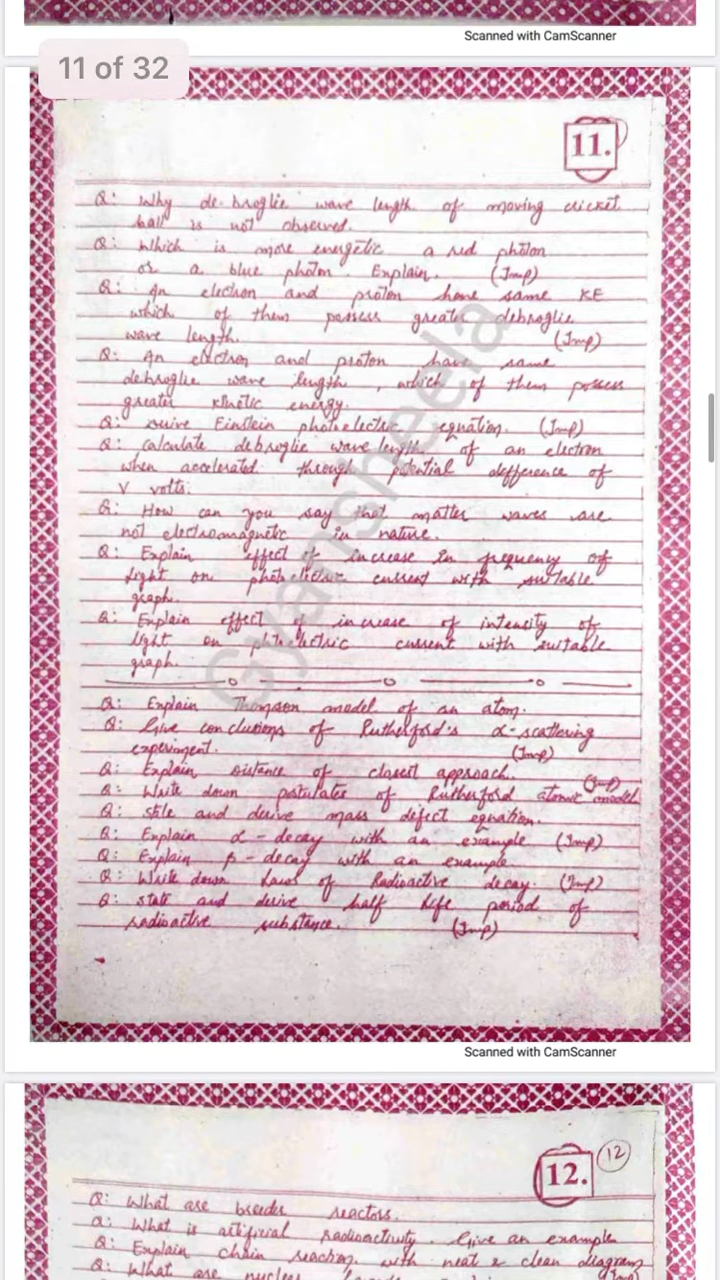 Scanned with CamScanner
11 of 32
11.
Q: Why de-broglie wave length of moving cricket
ball is not observed.
Q: Which is more energetic a red photon
or a blue photon. Explain. (Imp)
Q: An electron and proton have same KE
which of them possess greater debroglie
wave length. (Imp)
Q: An electron and proton have same
debroglie wave length, which of them possess
greater kinetic energy.
Q: Einstein photoelectric equation. (Imp)
Q: Calculate debroglie wave length of an electron
when accelerated through potential defference of
V volts.
Q: How can you say that matter waves are
not electromagnetic in nature.
Q: Explain effect of increase in frequency of
light on photoelectric current with suitable
graph.
Q: Explain effect of increase of intensity of
light on current with suitable
graph.
Q: Explain Thomson model of an atom.
Q: Give conclusions of Rutherford's α-scattering
experiment. (Imp)
Q: Explain Distance of closest approach.
Q: Write down postulates of Rutherford atomic model (Imp)
Q: and derive mass defect equation.
Q: Explain α-decay with an example (Imp)
Q: Explain β-decay with an example
Q: Write down Laws of Radioactive decay. (Imp)
Q: State and derive half life period of
radioactive substance. (Imp)
Gyansheela
Scanned with CamScanner
12.
12
Q: What are breeder reactors.
Q: What is artificial radioactivity. Give an example
Q: Explain chain reaction with neat & clean diagram
Q: What are nuclear